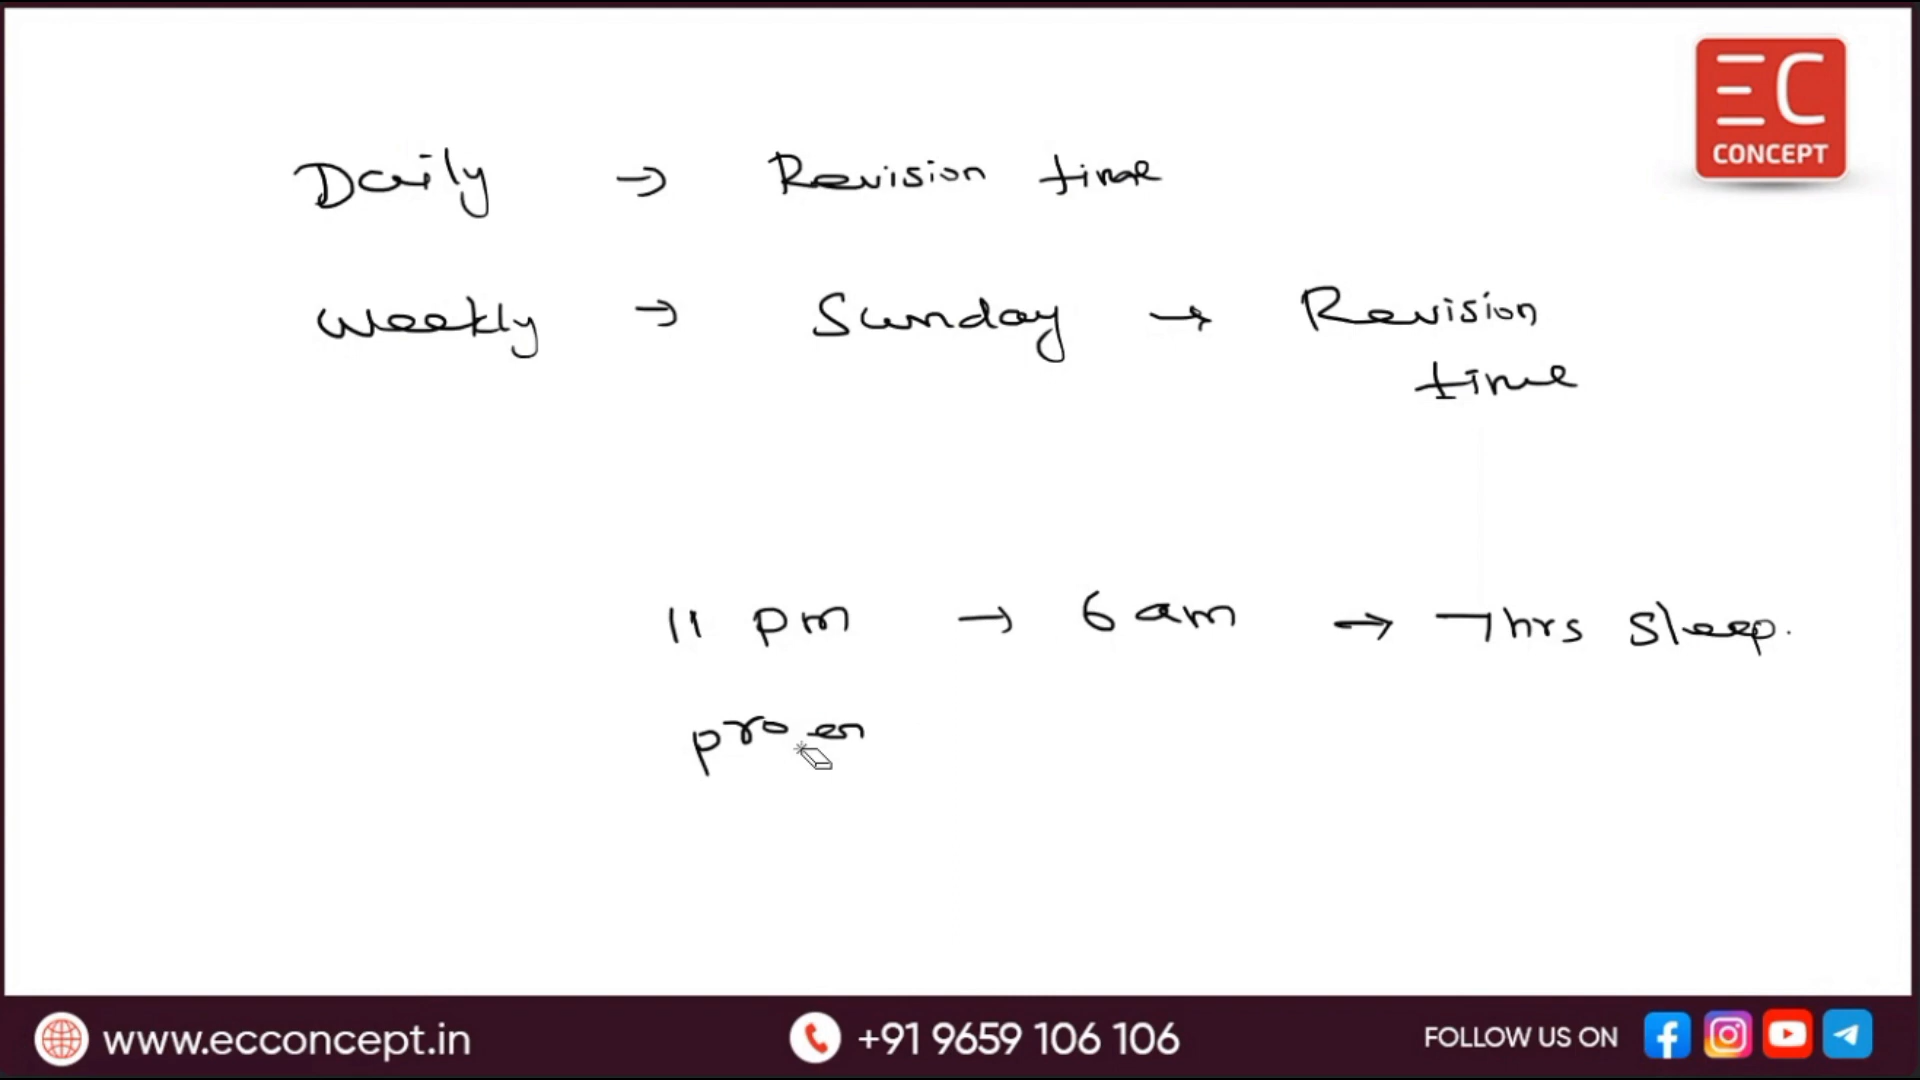 EC
CONCEPT
Daily → Revision time
Weekly → Sunday → Revision
time
11 pm → 6 am → 7hrs sleep.
www.ecconcept.in
+91 9659 106 106
FOLLOW US ON